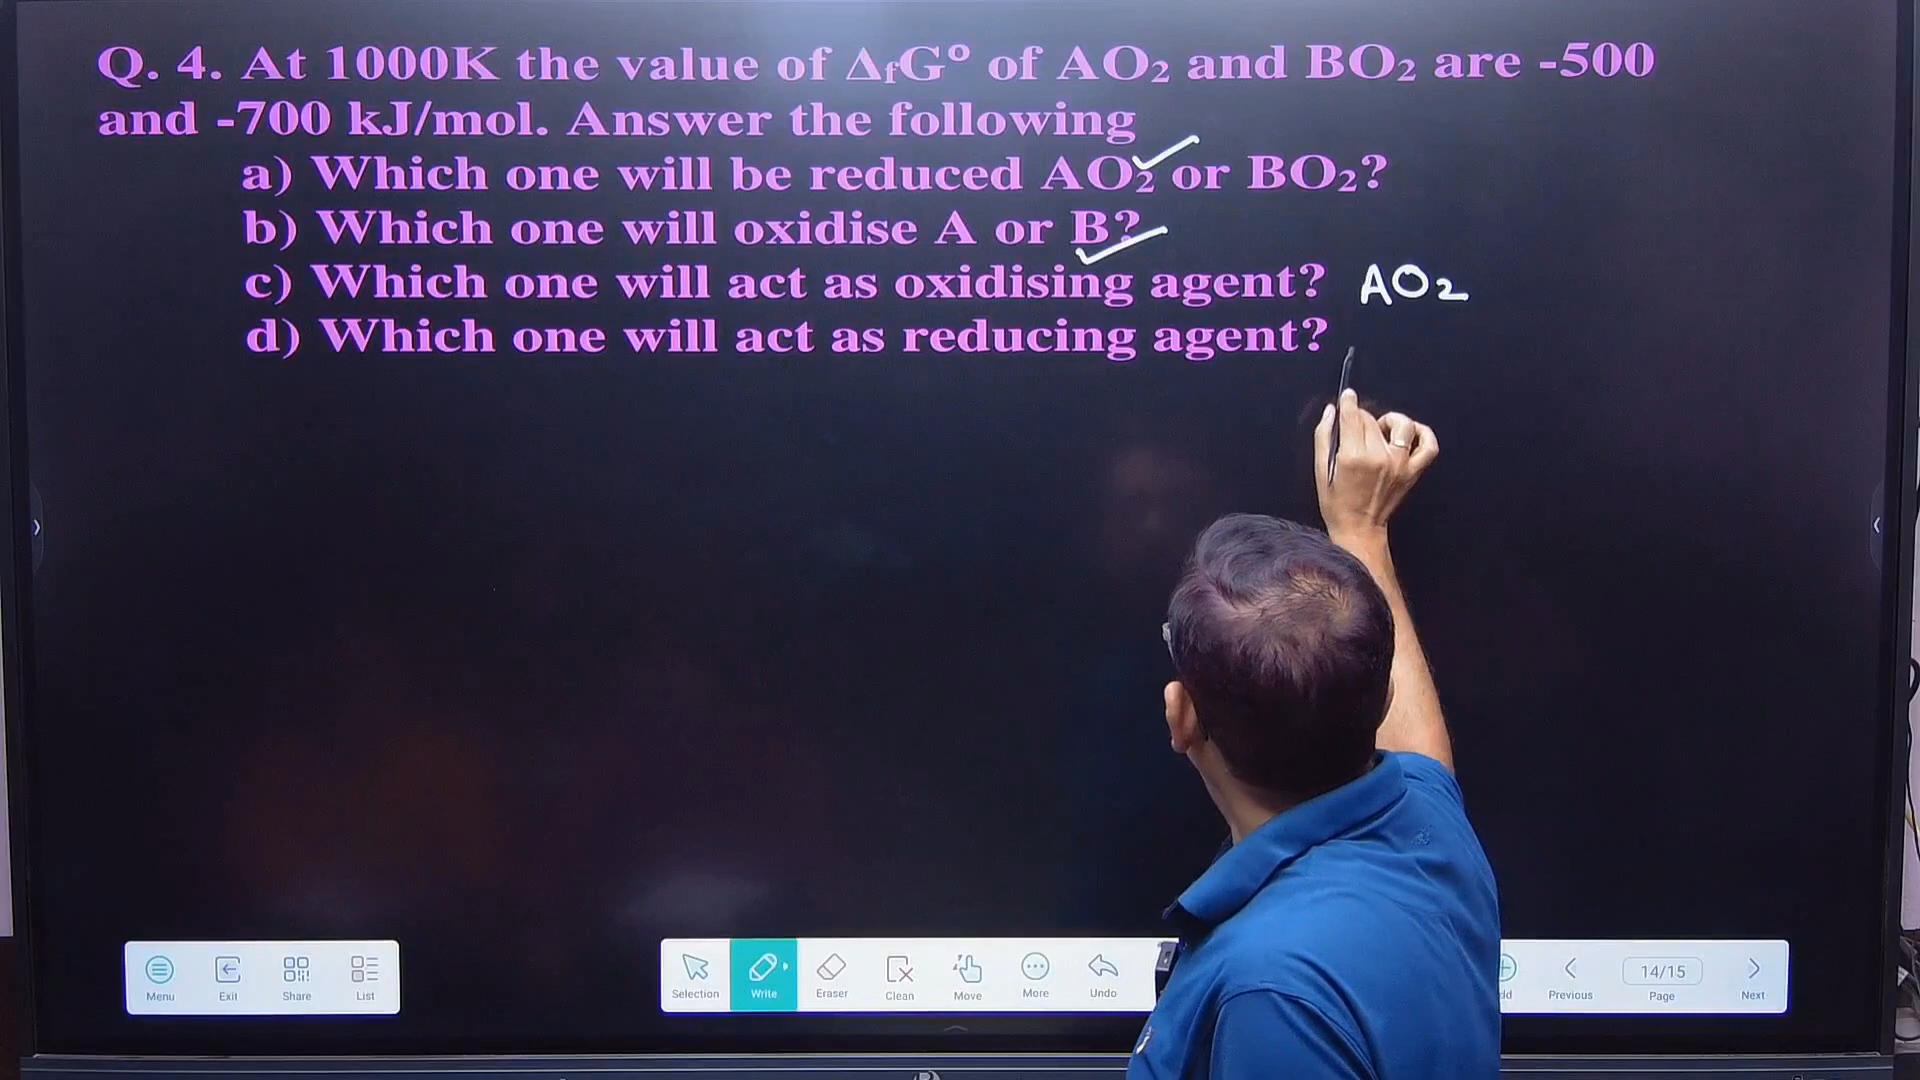 Q. 4. At 1000K the value of ΔfG° of AO₂ and BO₂ are -500
and -700 kJ/mol. Answer the following
a) Which one will be reduced AO₂ or BO₂?
b) Which one will oxidise A or B?
c) Which one will act as oxidising agent? AO₂
d) Which one will act as reducing agent?
Menu Exit Share List
Selection Write Eraser Clean Move More Undo
Previous 14/15 Page Next